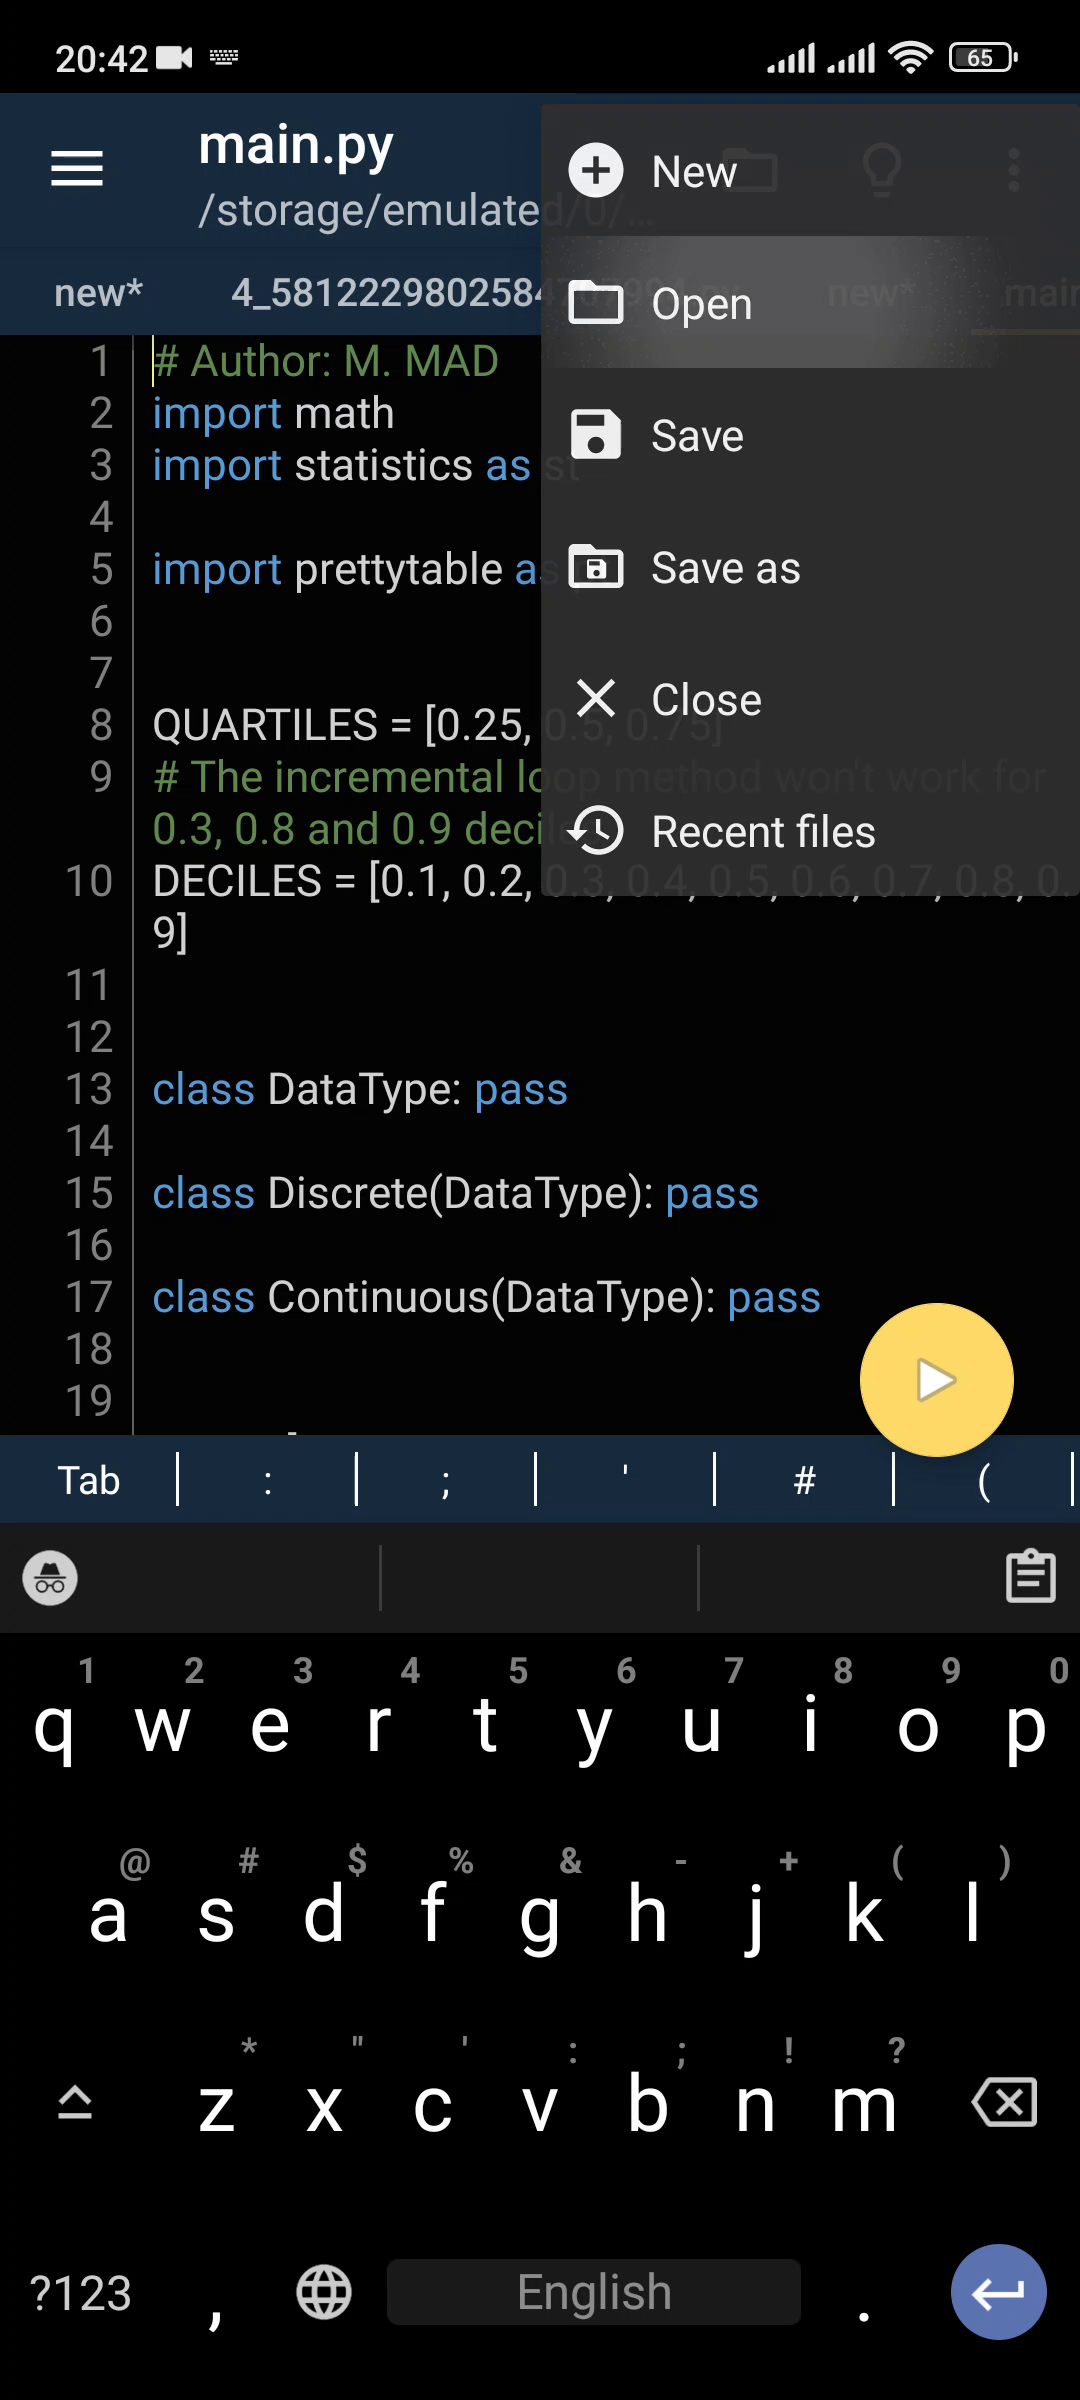 20:42
65
main.py
/storage/emulated/0/...
New
new*
4_5812229802584
new*
main
Open
Save
Save as
Close
Recent files
1 # Author: M. MAD
2 import math
3 import statistics as st
4
5 import prettytable as
6
7
8 QUARTILES = [0.25, 0.5, 0.75]
9 # The incremental loop method won't work for
0.3, 0.8 and 0.9 decil
10 DECILES = [0.1, 0.2, 0.3, 0.4, 0.5, 0.6, 0.7, 0.8, 0.
9]
11
12
13 class DataType: pass
14
15 class Discrete(DataType): pass
16
17 class Continuous(DataType): pass
18
19
Tab : ; ' # (
1 2 3 4 5 6 7 8 9 0
q w e r t y u i o p
@ # $ % & - + ( )
a s d f g h j k l
* " ' : ; ! ?
z x c v b n m
?123 , English .